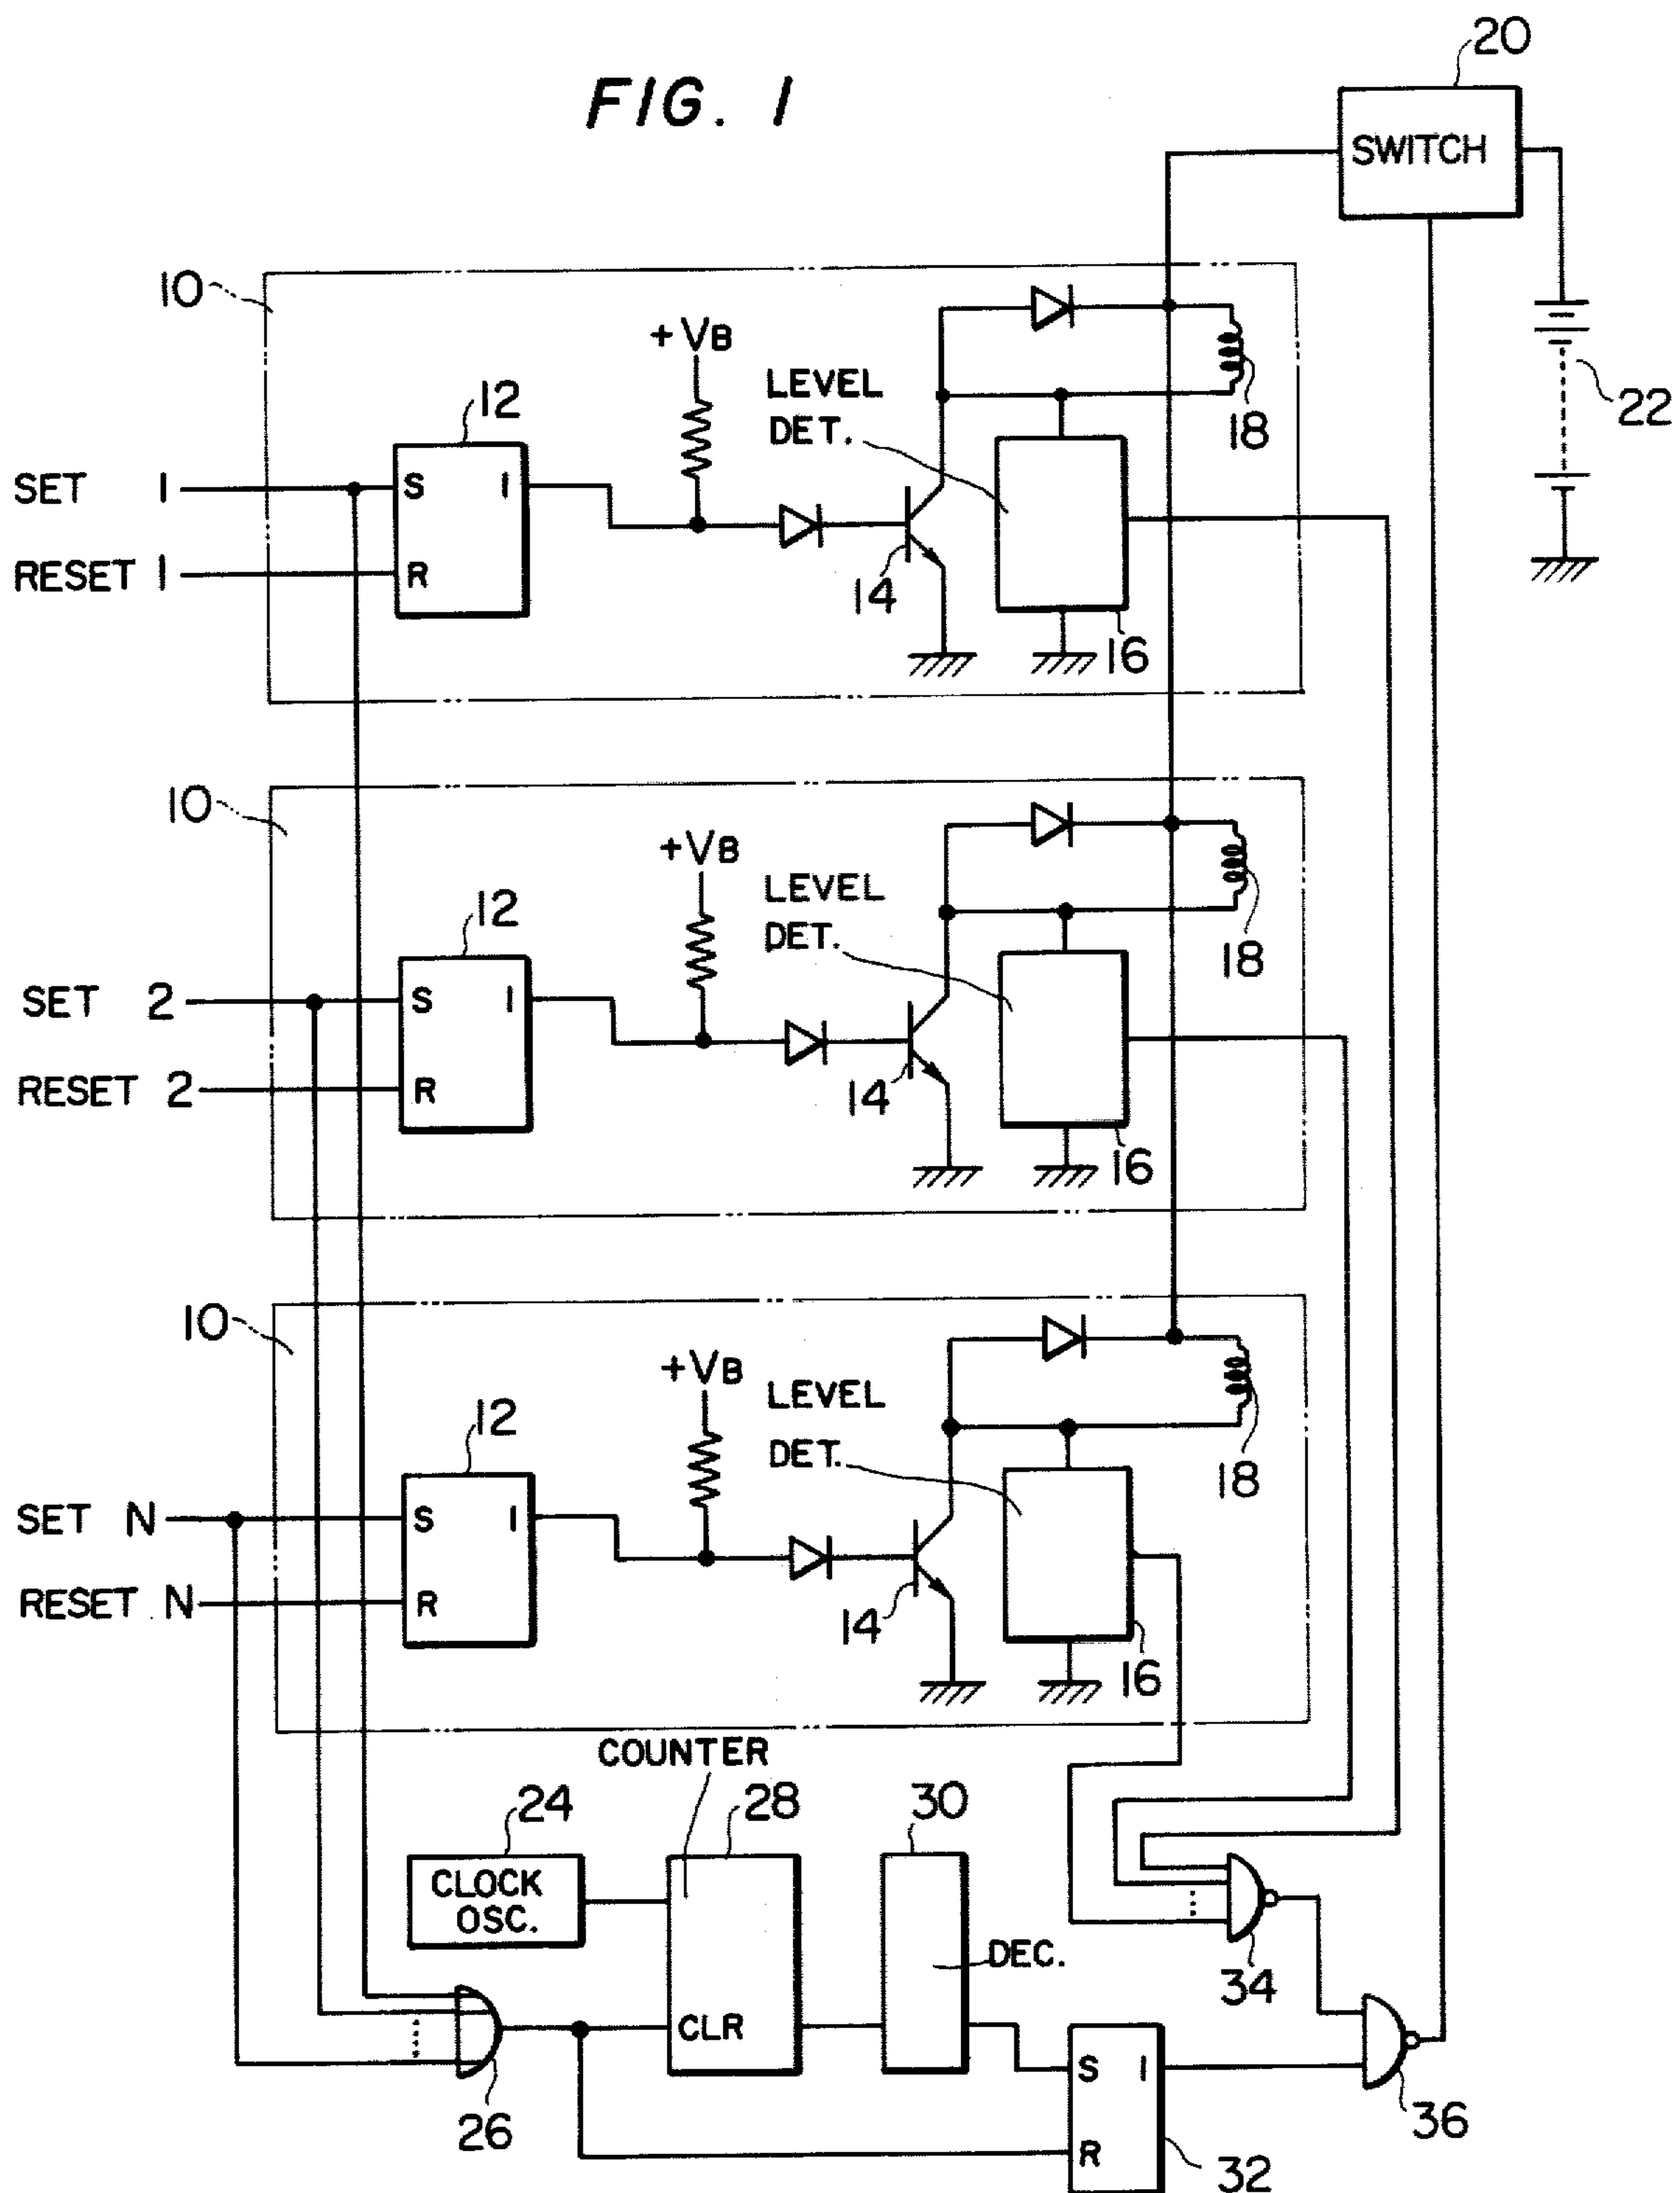 FIG. 1
20
SWITCH
22
10
+VB
LEVEL
DET.
12
SET 1
RESET 1
S
1
R
14
16
18
10
+VB
LEVEL
DET.
12
SET 2
RESET 2
S
1
R
14
16
18
10
+VB
LEVEL
DET.
12
SET N
RESET N
S
1
R
14
16
18
COUNTER
24
28
30
CLOCK
OSC.
DEC.
34
CLR
26
S
1
R
32
36